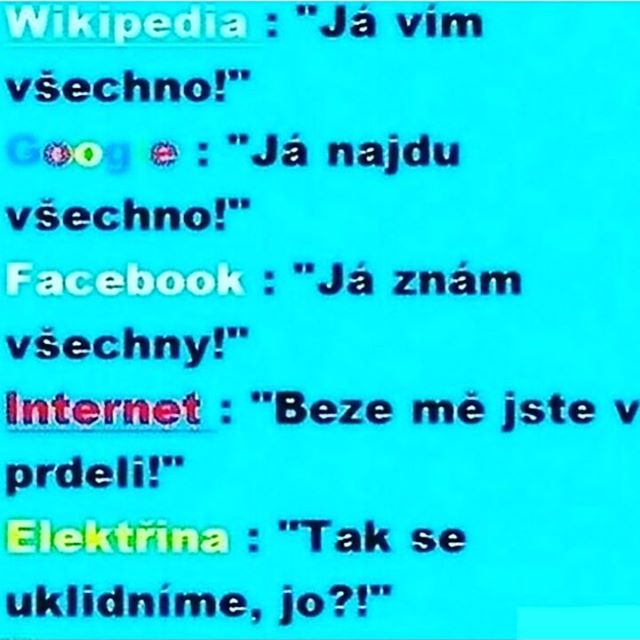 Wikipedia : "Já vím
všechno!"
Goog e : "Já najdu
všechno!"
Facebook : "Já znám
všechny!"
Internet : "Beze mě jste v
prdeli!"
Elektřina : "Tak se
uklidníme, jo?!"